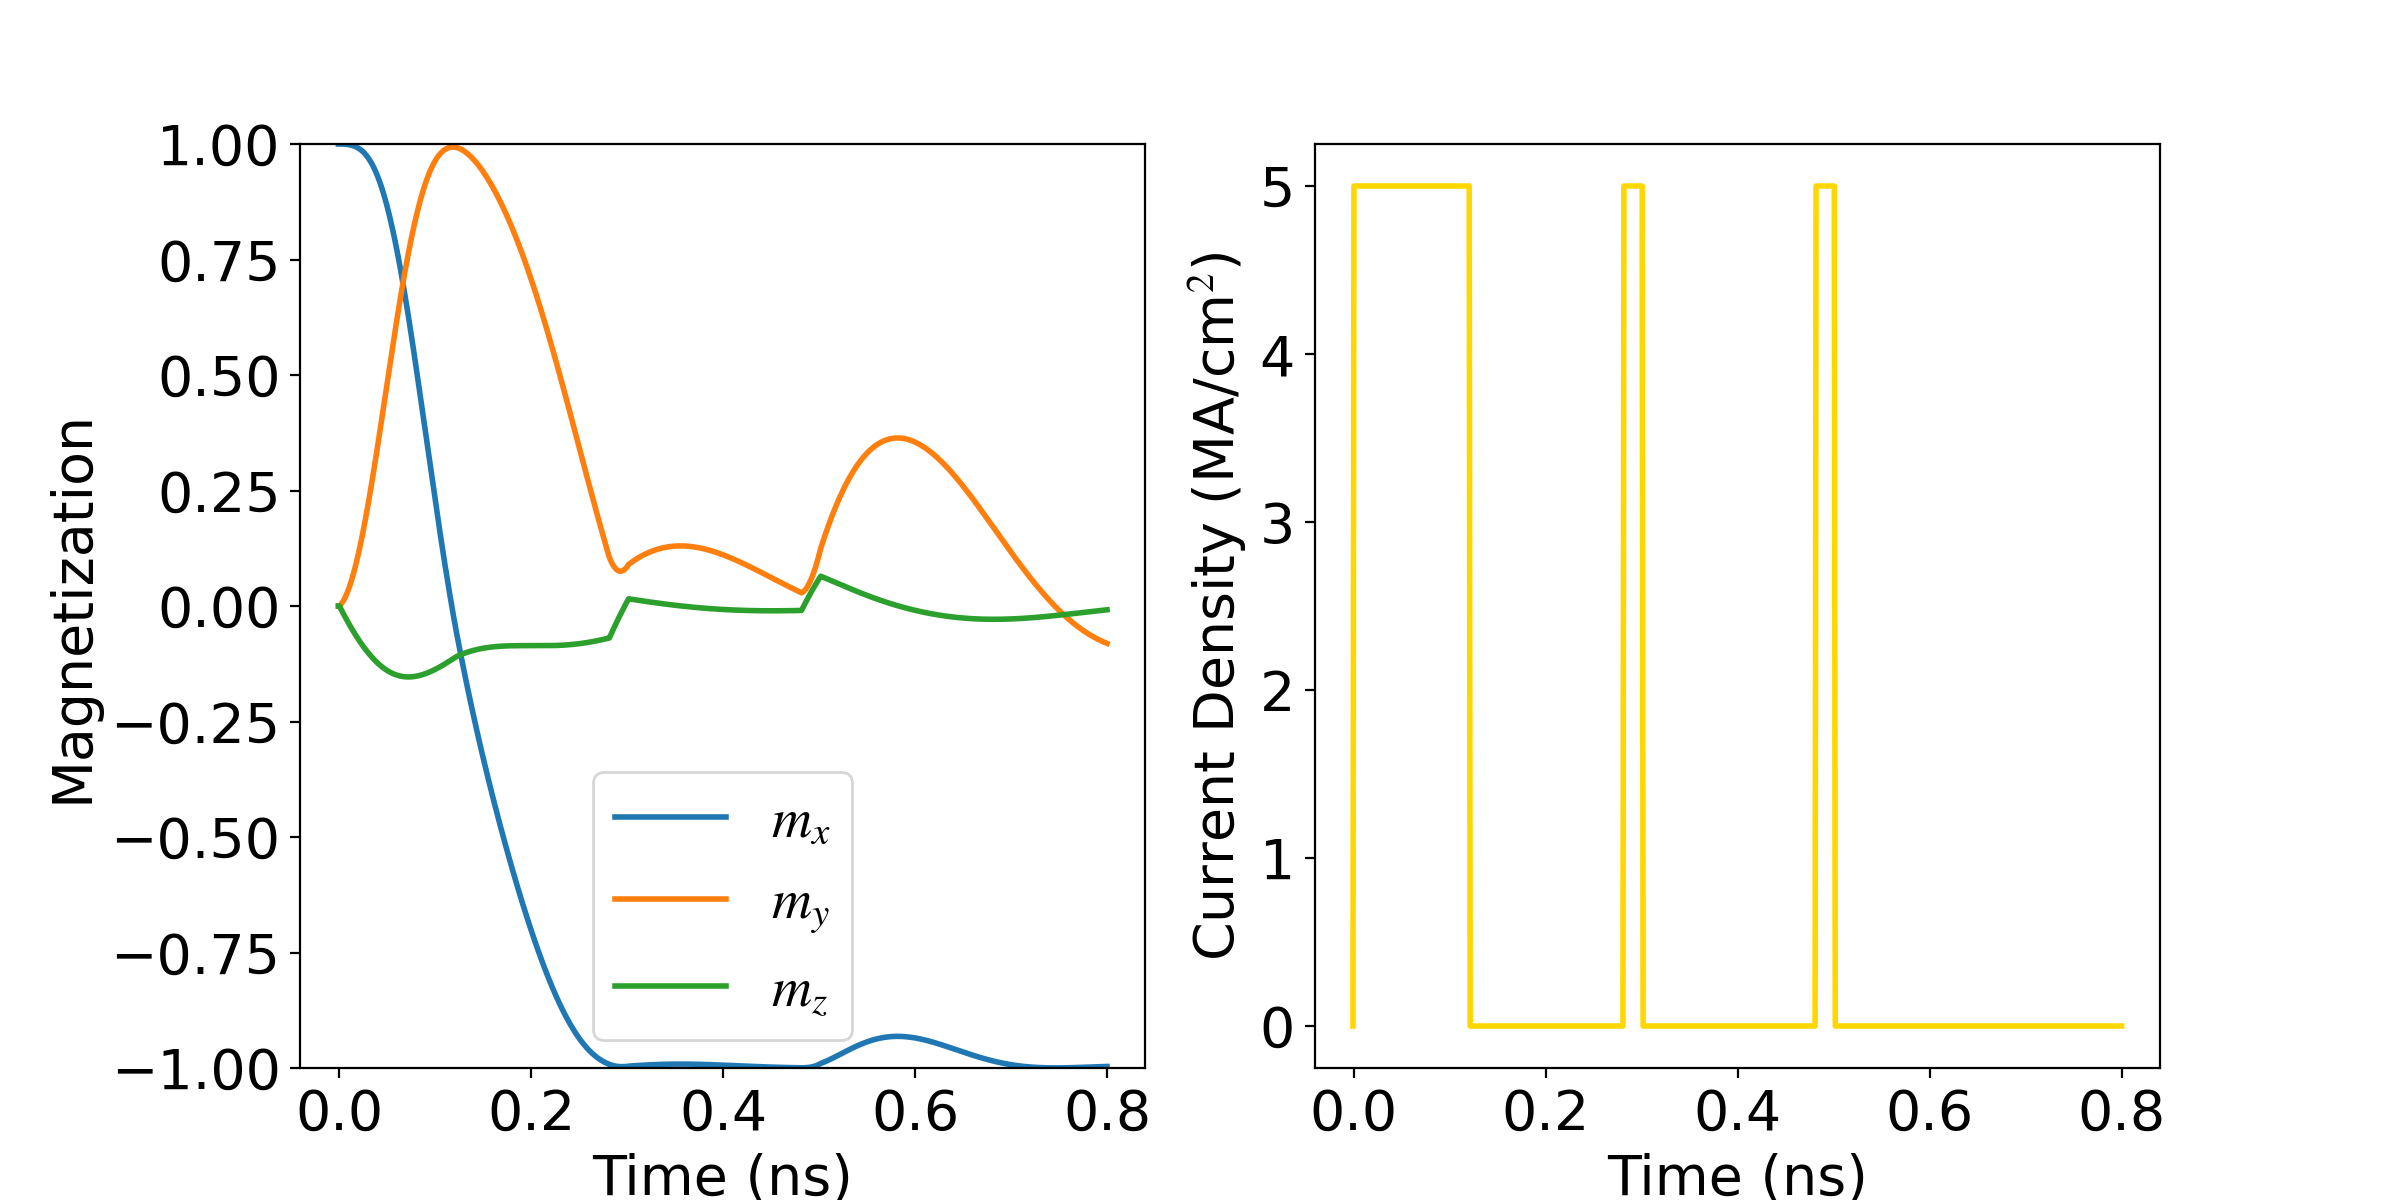 Magnetization
1.00
0.75
0.50
0.25
0.00
−0.25
−0.50
−0.75
−1.00
0.0 0.2 0.4 0.6 0.8
Time (ns)
m_x
m_y
m_z
Current Density (MA/cm²)
5
4
3
2
1
0
0.0 0.2 0.4 0.6 0.8
Time (ns)